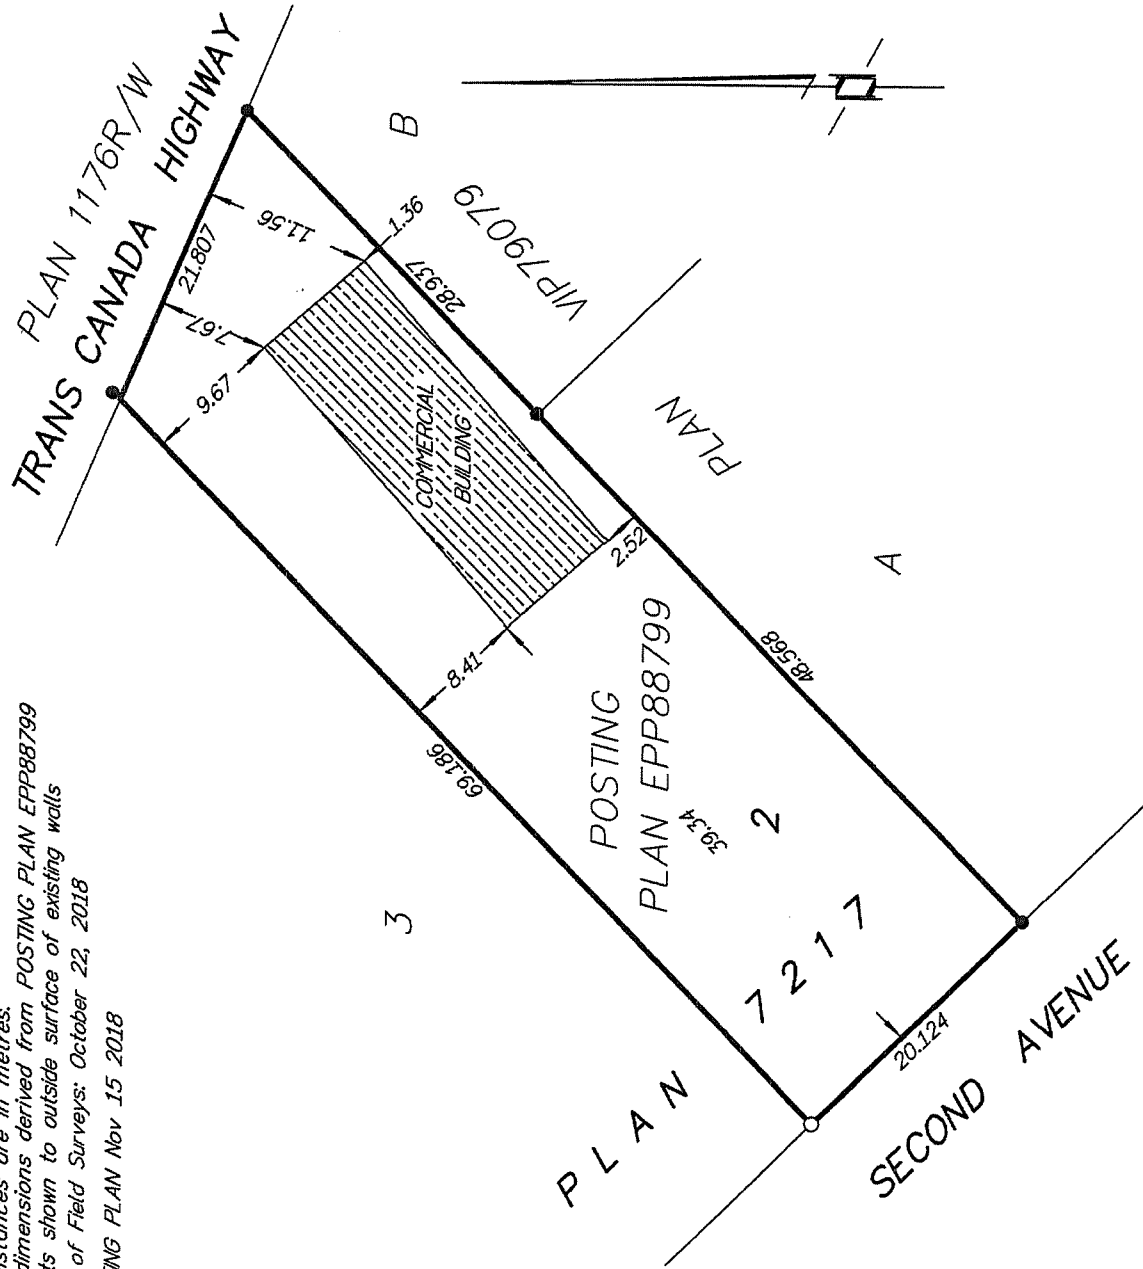 PLAN 1176R/W
TRANS CANADA HIGHWAY
21.807
11.56
7.67
9.67
1.36
B
VIP79079
28.937
COMMERCIAL
BUILDING
PLAN
2.52
A
8.41
48.568
69.186
POSTING
PLAN EPP88799
39.34
2
3
7217
PLAN
20.124
SECOND AVENUE
are in metres.
dimensions derived from POSTING PLAN EPP88799
shown to outside surface of existing walls
of Field Surveys: October 22, 2018
PLAN Nov 15 2018